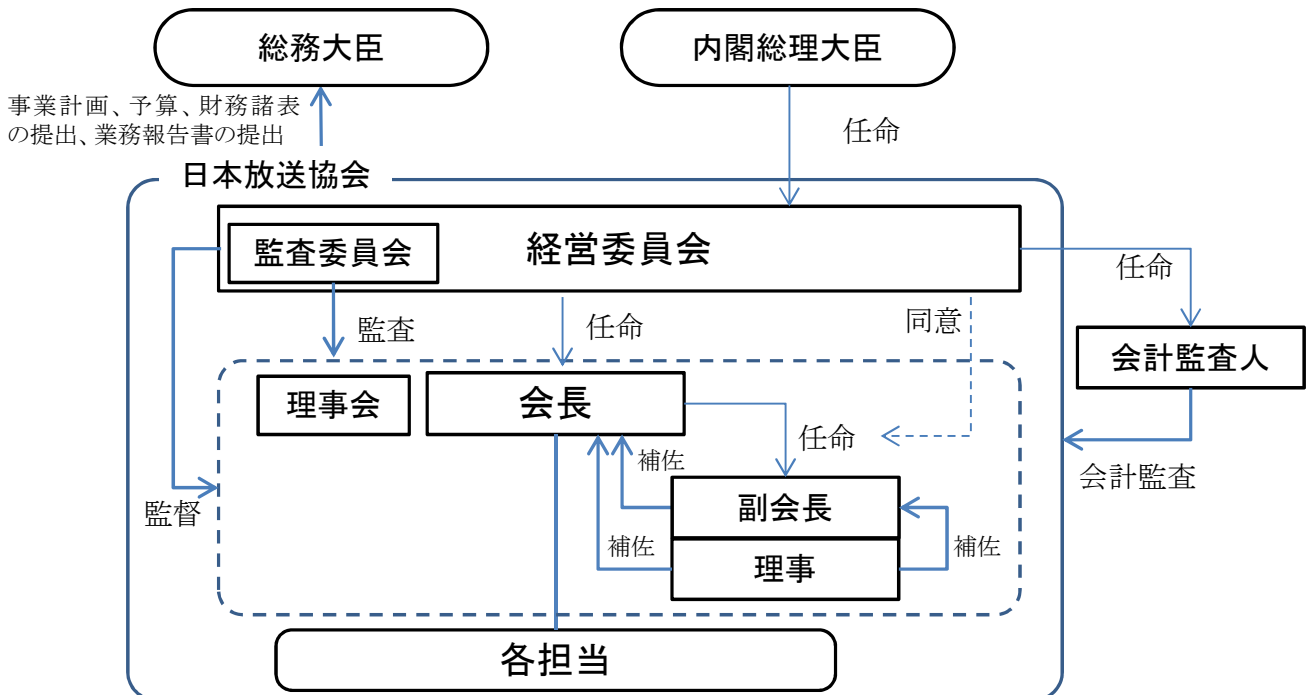 総務大臣
内閣総理大臣
事業計画、予算、財務諸表
の提出、業務報告書の提出
任命
日本放送協会
監査委員会
経営委員会
任命
監査
任命
同意
会計監査人
理事会
会長
任命
補佐
会計監査
監督
副会長
補佐
補佐
理事
各担当